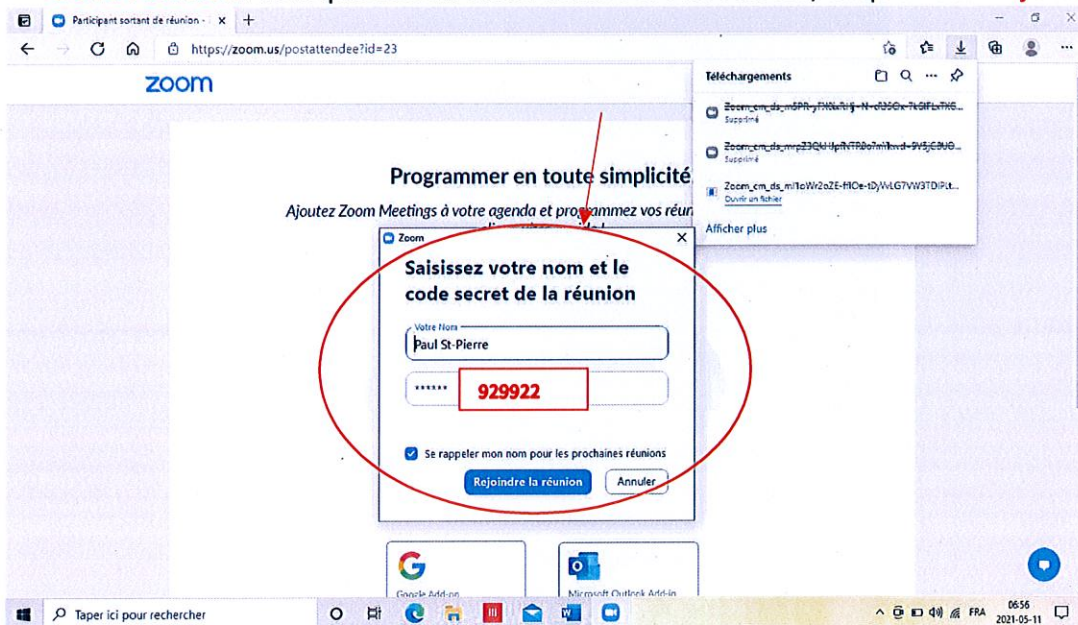 Participant sortant de réunion -
https://zoom.us/postattendee?id=23
zoom
Téléchargements
Supprimé
Supprimé
Ouvrir un fichier
Afficher plus
Programmer en toute simplicité
Ajoutez Zoom Meetings à votre agenda et programmez vos réun
Zoom
Saisissez votre nom et le
code secret de la réunion
Votre Nom
Paul St-Pierre
****** 929922
Se rappeler mon nom pour les prochaines réunions
Rejoindre la réunion Annuler
Google Add-on
Microsoft Outlook Add-in
Taper ici pour rechercher
FRA
06:56
2021-05-11